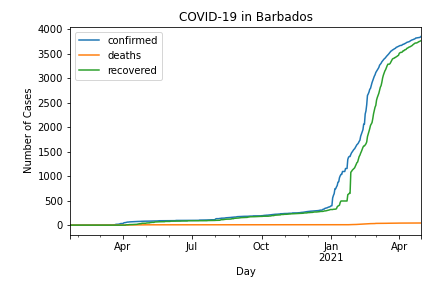 COVID-19 in Barbados
confirmed
deaths
recovered
Number of Cases
4000
3500
3000
2500
2000
1500
1000
500
0
Apr
Jul
Oct
Jan
2021
Apr
Day